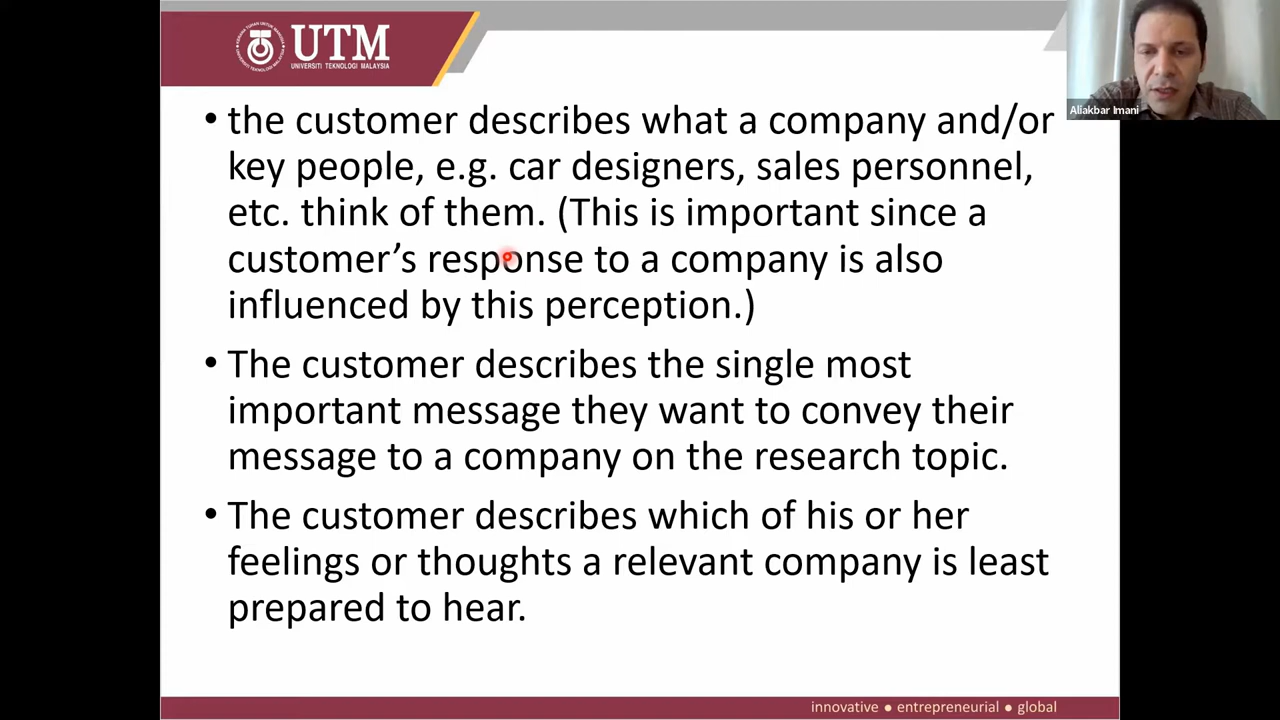 UTM
UNIVERSITI TEKNOLOGI MALAYSIA
Aliakbar Imani
• the customer describes what a company and/or
key people, e.g. car designers, sales personnel,
etc. think of them. (This is important since a
customer’s response to a company is also
influenced by this perception.)
• The customer describes the single most
important message they want to convey their
message to a company on the research topic.
• The customer describes which of his or her
feelings or thoughts a relevant company is least
prepared to hear.
innovative ● entrepreneurial ● global